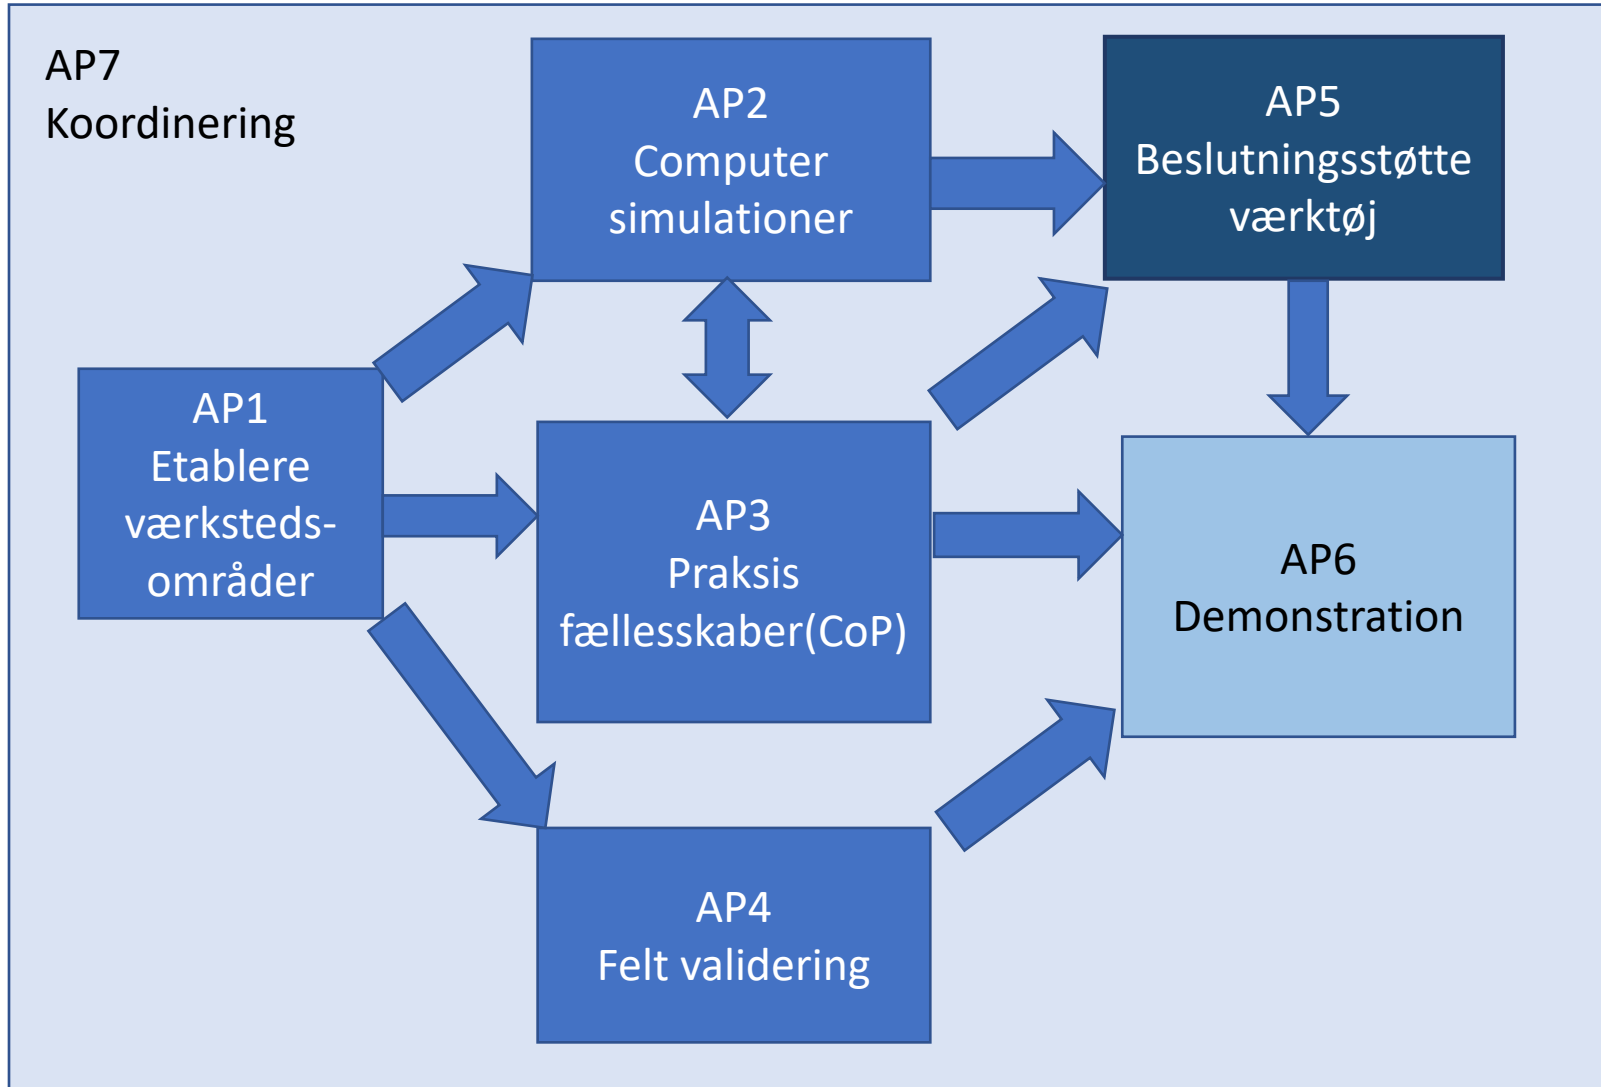 AP7
Koordinering
AP2
Computer
simulationer
AP5
Beslutningsstøtte
værktøj
AP1
Etablere
værksteds-
områder
AP3
Praksis
fællesskaber(CoP)
AP6
Demonstration
AP4
Felt validering